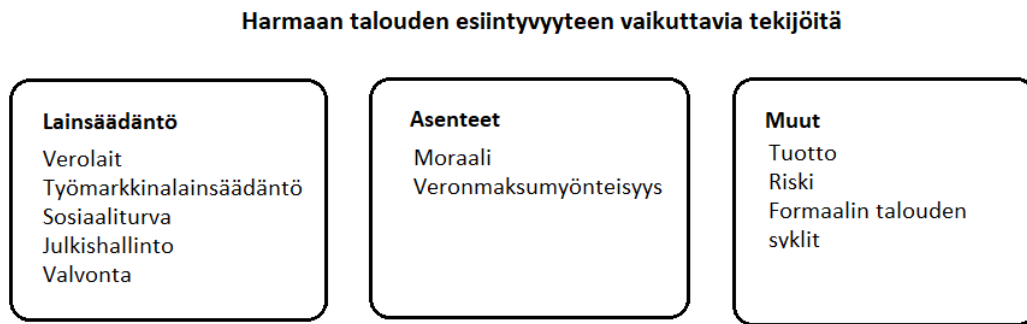 Harmaan talouden esiintyvyyteen vaikuttavia tekijöitä
Lainsäädäntö
Verolait
Työmarkkinalainsäädäntö
Sosiaaliturva
Julkishallinto
Valvonta
Asenteet
Moraali
Veronmaksumyönteisyys
Muut
Tuotto
Riski
Formaalin talouden
syklit